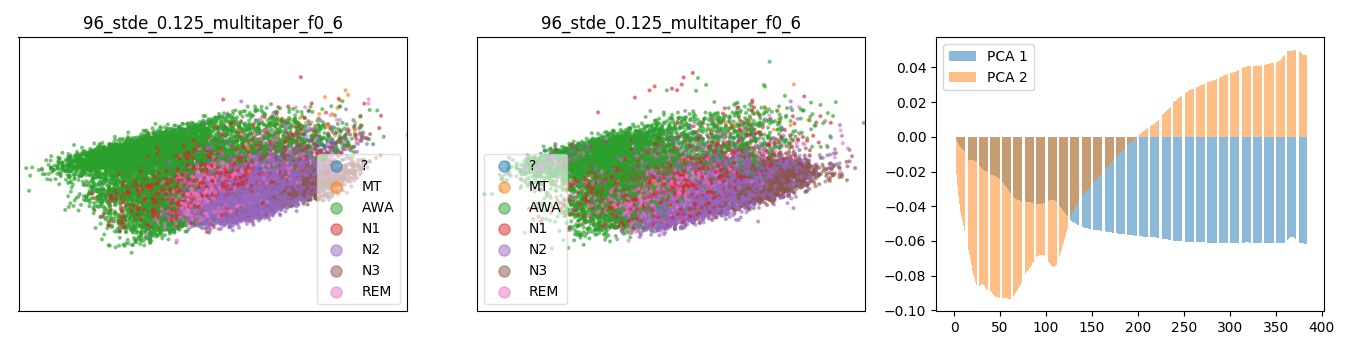 96_stde_0.125_multitaper_f0_6
?
MT
AWA
N1
N2
N3
REM
96_stde_0.125_multitaper_f0_6
?
MT
AWA
N1
N2
N3
REM
PCA 1
PCA 2
0.04
0.02
0.00
−0.02
−0.04
−0.06
−0.08
−0.10
0 50 100 150 200 250 300 350 400